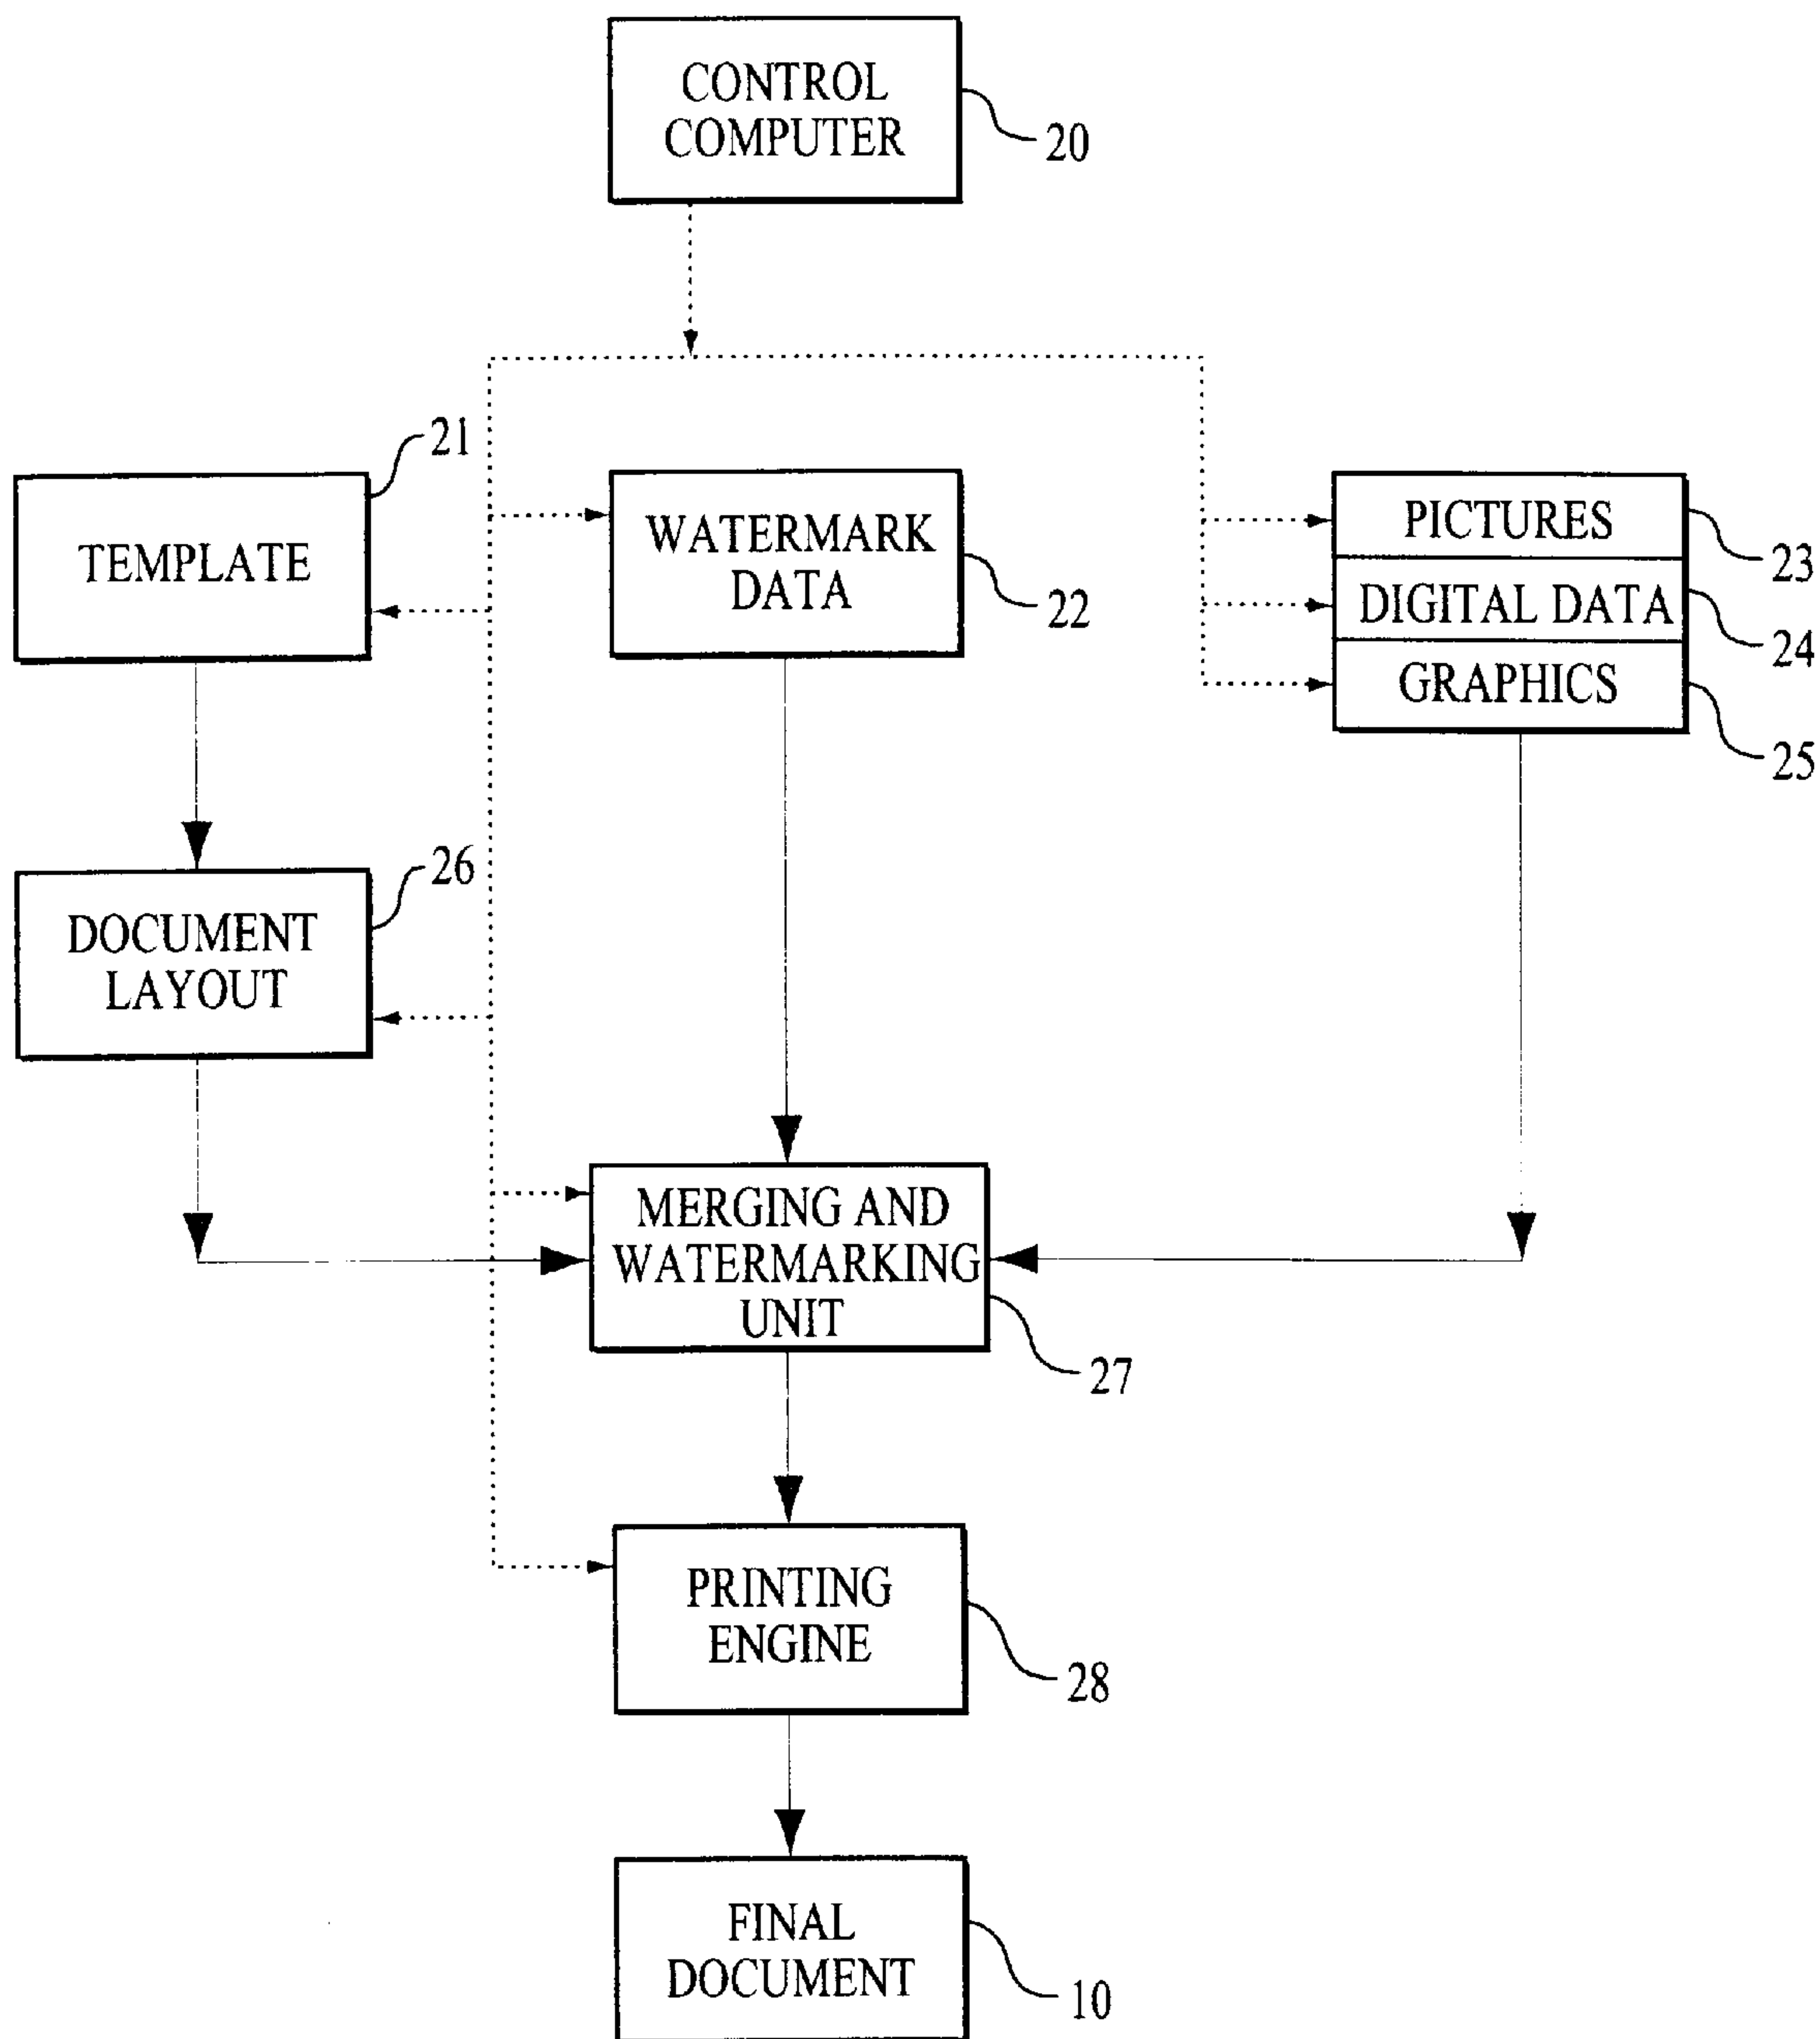 CONTROL
COMPUTER
20
21
TEMPLATE
WATERMARK
DATA
22
PICTURES
23
DIGITAL DATA
24
GRAPHICS
25
26
DOCUMENT
LAYOUT
MERGING AND
WATERMARKING
UNIT
27
PRINTING
ENGINE
28
FINAL
DOCUMENT
10